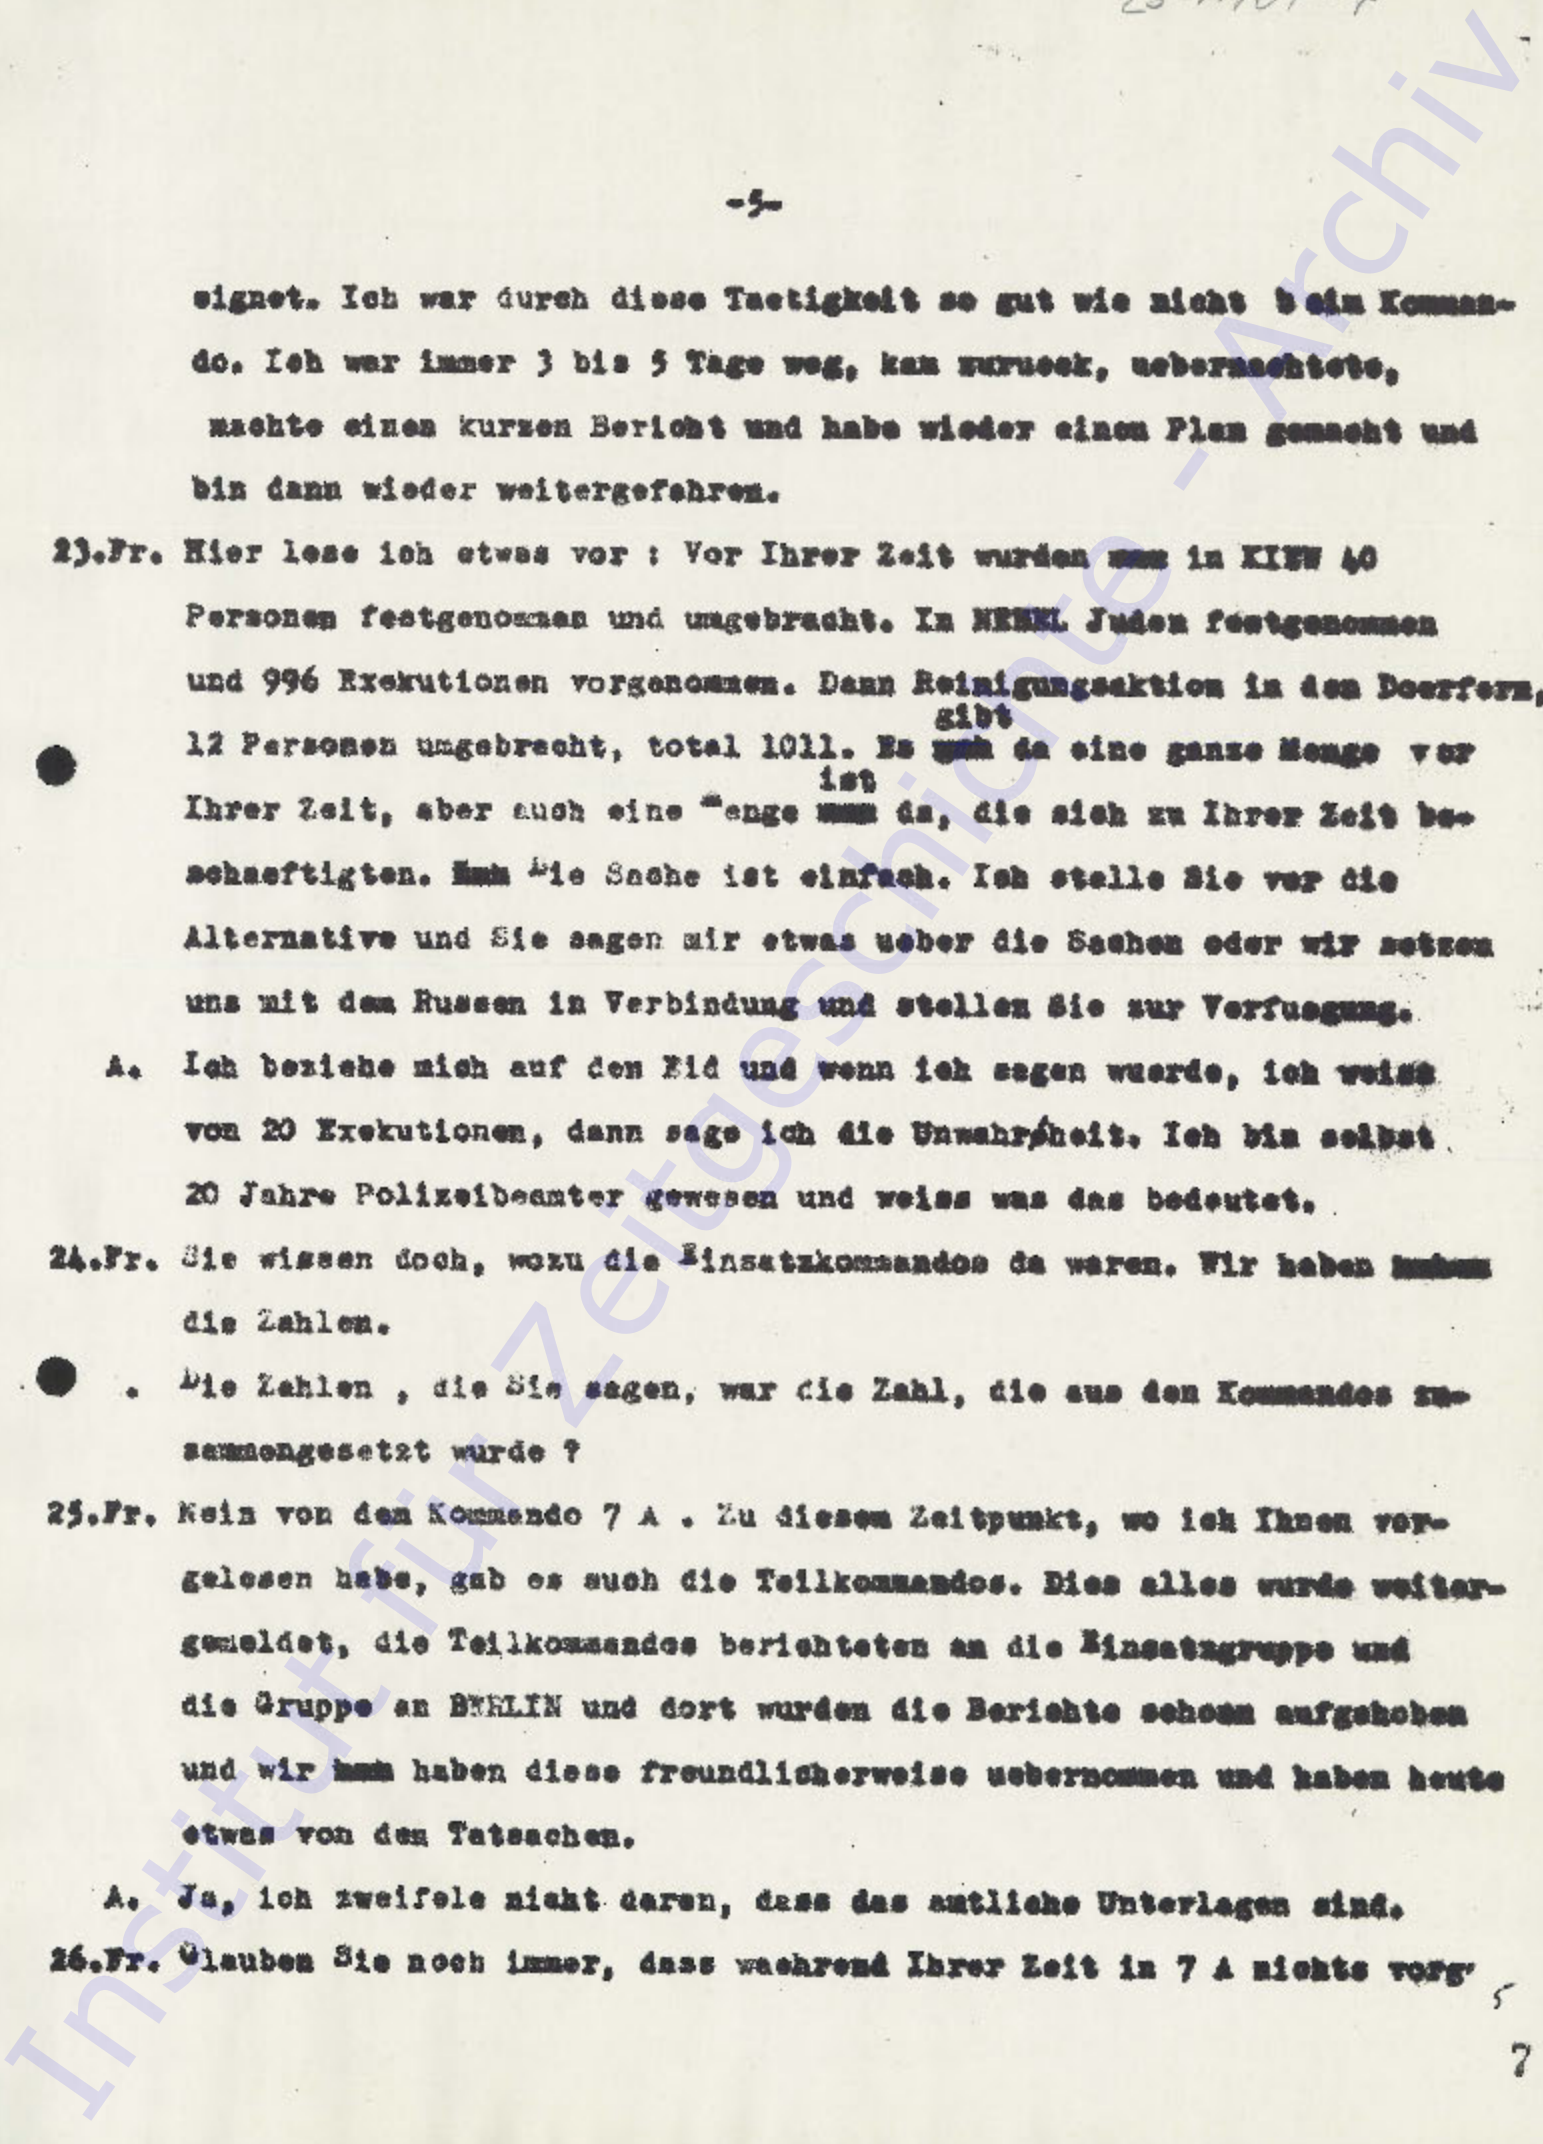 -5-
eignet. Ich war durch diese Taetigkeit so gut wie nicht beim Komman-
do. Ich war immer 3 bis 5 Tage weg, kam zurueck, uebernachtete,
machte einen kurzen Bericht und habe wieder einen Plan gemacht und
bin dann wieder weitergefahren.
23.Fr. Hier lese ich etwas vor : Vor Ihrer Zeit wurden in KIEW 40
Personen festgenommen und umgebracht. In NEWEL Juden festgenommen
und 996 Exekutionen vorgenommen. Dann Reinigungsaktion in den Doerfern,
gibt
12 Personen umgebracht, total 1011. Es da eine ganze Menge vor
ist
Ihrer Zeit, aber auch eine Menge da, die sich zu Ihrer Zeit be-
schaeftigten. Die Sache ist einfach. Ich stelle Sie vor die
Alternative und Sie sagen mir etwas ueber die Sachen oder wir setzen
uns mit dem Russen in Verbindung und stellen Sie zur Verfuegung.
A. Ich beziehe mich auf den Eid und wenn ich sagen wuerde, ich weiss
von 20 Exekutionen, dann sage ich die Unwahrheit. Ich bin selbst
20 Jahre Polizeibeamter gewesen und weiss was das bedeutet.
24.Fr. Sie wissen doch, wozu die Einsatzkommandos da waren. Wir haben
die Zahlen.
. Die Zahlen , die Sie sagen, war die Zahl, die aus den Kommandos zu-
sammengesetzt wurde ?
25.Fr. Nein von dem Kommando 7 A . Zu diesem Zeitpunkt, wo ich Ihnen vor-
gelesen habe, gab es auch die Teilkommandos. Dies alles wurde weiter-
gemeldet, die Teilkommandos berichteten an die Einsatzgruppe und
die Gruppe an BERLIN und dort wurden die Berichte schoen aufgehoben
und wir haben diese freundlicherweise uebernommen und haben heute
etwas von den Tatsachen.
A. Ja, ich zweifele nicht daran, dass das amtliche Unterlagen sind.
26.Fr. Glauben Sie noch immer, dass waehrend Ihrer Zeit in 7 A nichts vorg
5
7
Institut für Zeitgeschichte - Archiv